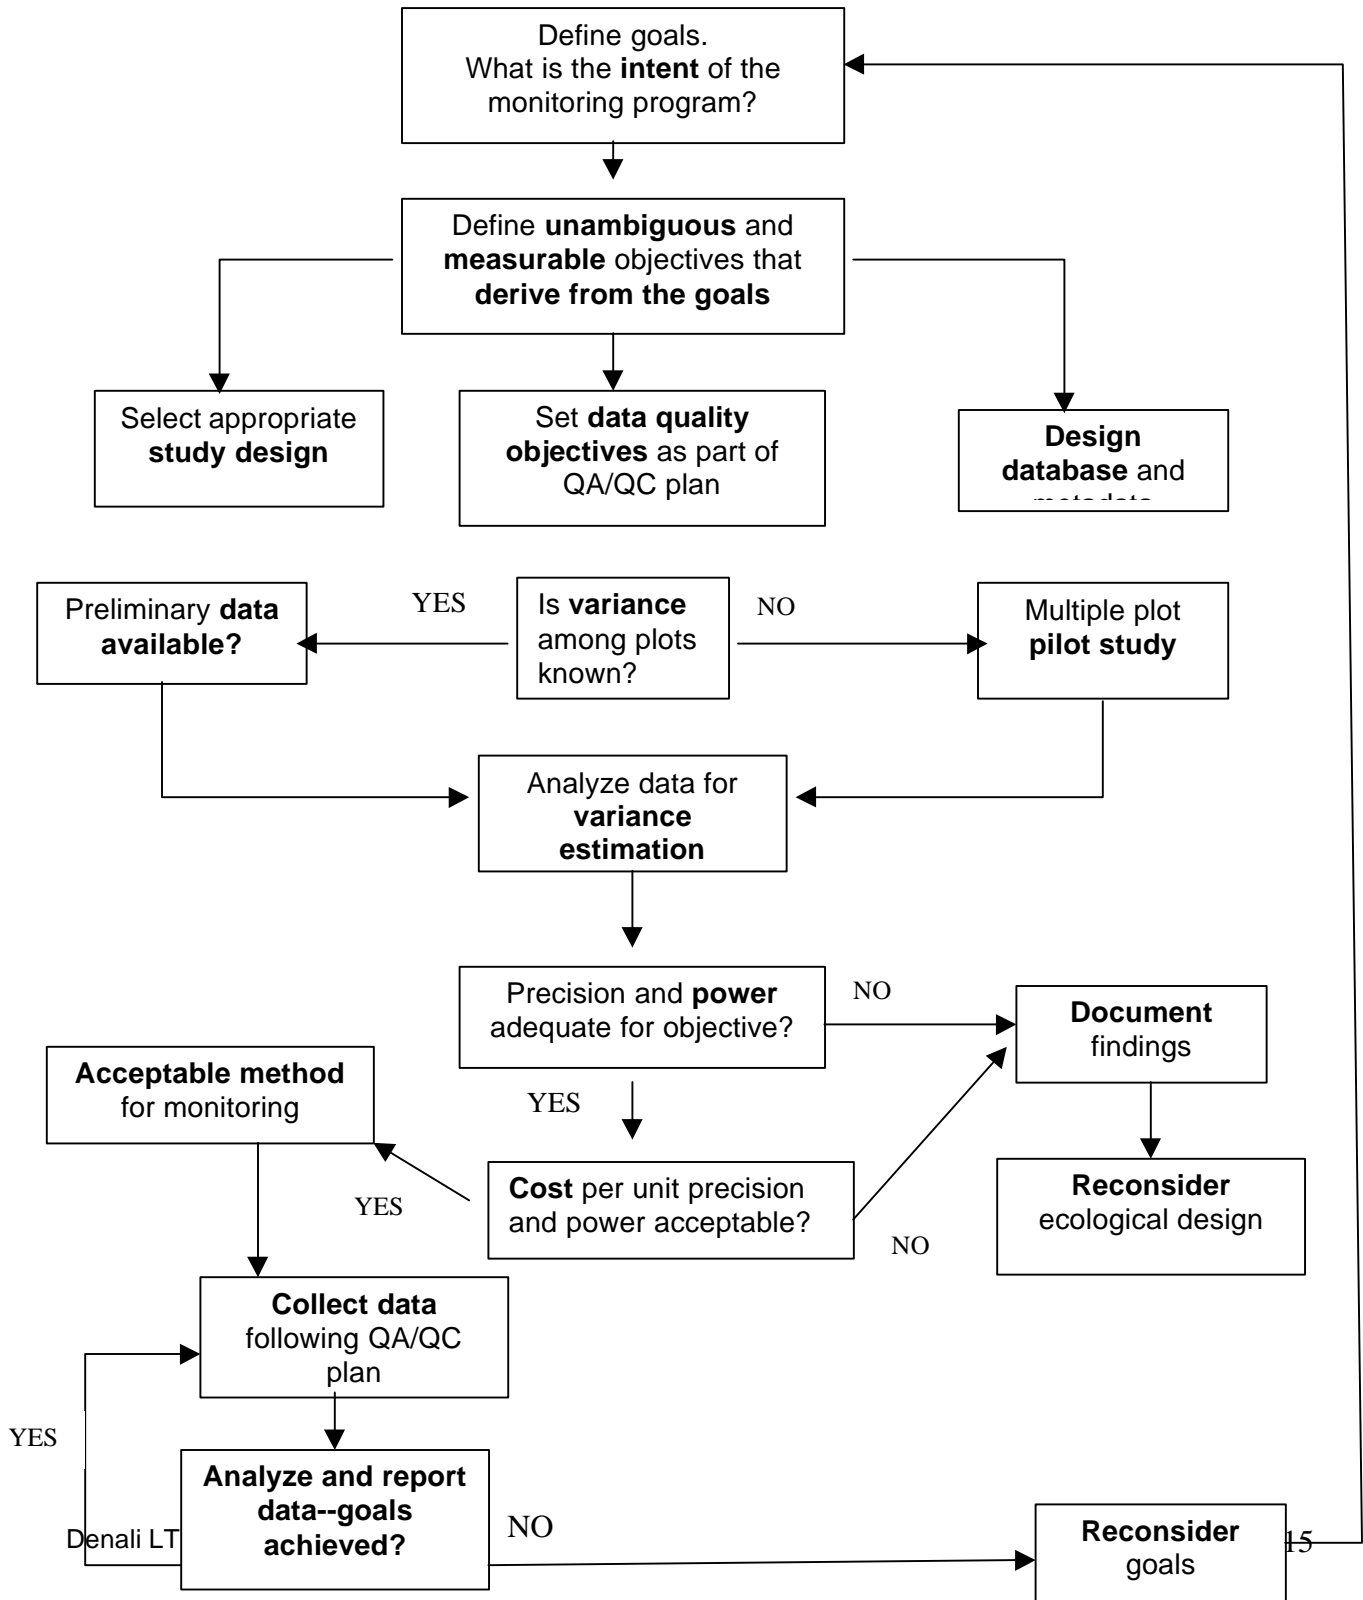 Define goals.
What is the intent of the
monitoring program?
Define unambiguous and
measurable objectives that
derive from the goals
Select appropriate
study design
Set data quality
objectives as part of
QA/QC plan
Design
database and
Preliminary data
available?
YES
Is variance
among plots
known?
NO
Multiple plot
pilot study
Analyze data for
variance
estimation
Precision and power
adequate for objective?
NO
Document
findings
Acceptable method
for monitoring
YES
Cost per unit precision
and power acceptable?
YES
NO
Reconsider
ecological design
Collect data
following QA/QC
plan
YES
Analyze and report
data--goals
achieved?
NO
Reconsider
goals
Denali LT
15